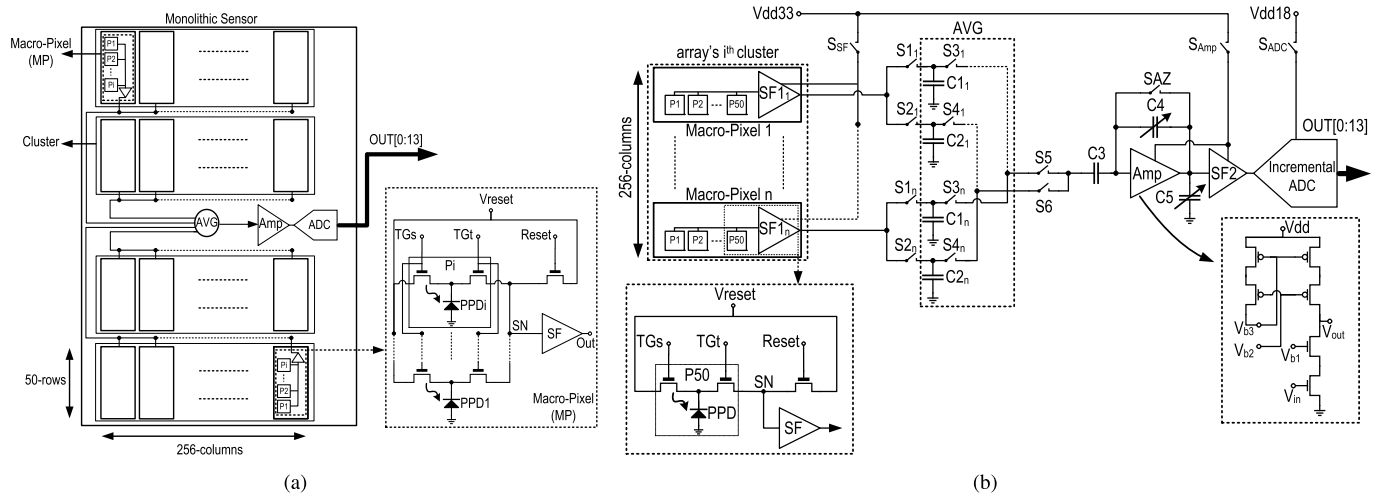 Monolithic Sensor
Macro-Pixel
(MP)
P1
P2
Pi
Cluster
OUT[0:13]
AVG
Amp
ADC
50-rows
Pi
P2
P1
256-columns
Vreset
TGs
TGt
Reset
Pi
PPDi
SN
SF
Out
PPD1
Macro-Pixel
(MP)
(a)
Vdd33
Vdd18
AVG
array's ith cluster
SSF
SAmp
SADC
256-columns
P1 P2 --- P50
SF11
Macro-Pixel 1
Macro-Pixel n
P1 P2 --- P50
SF1n
S11
S31
C11
S21
S41
C21
S1n
S3n
C1n
S2n
S4n
C2n
S5
S6
C3
SAZ
C4
Amp
C5
SF2
Incremental
ADC
OUT[0:13]
Vreset
TGs
TGt
Reset
P50
SN
PPD
SF
Vdd
Vb3
Vb2
Vb1
Vout
Vin
(b)